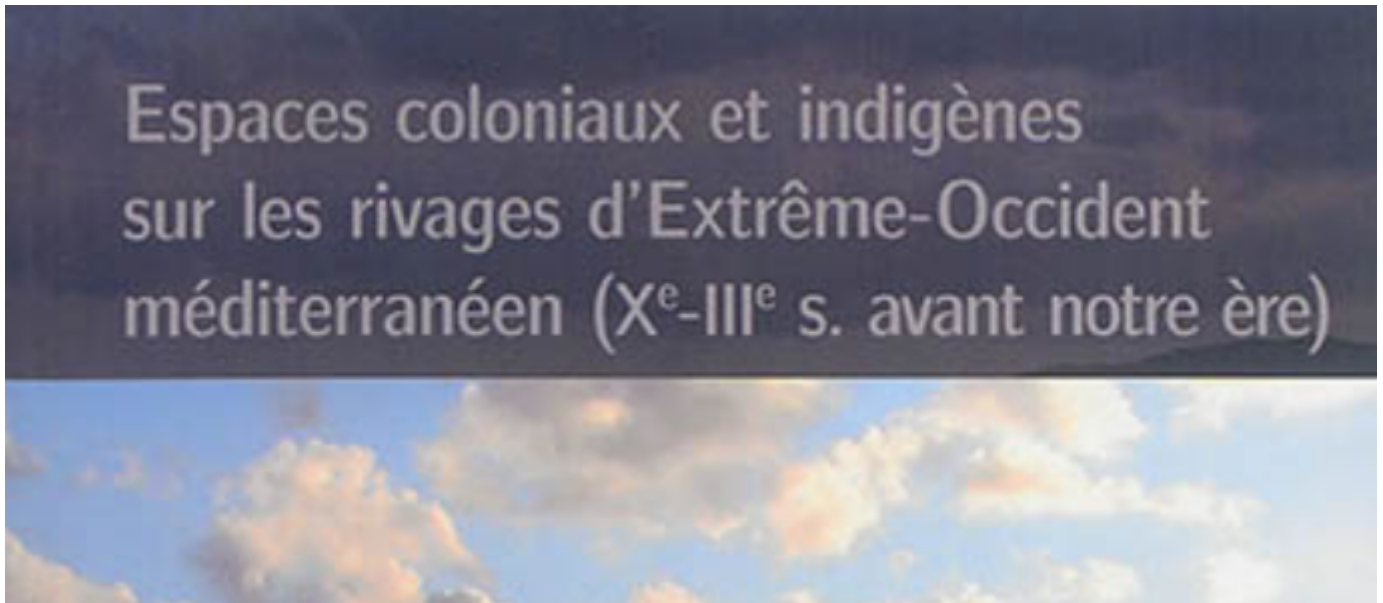 Espaces coloniaux et indigènes
sur les rivages d’Extrême-Occident
méditerranéen (Xᵉ-IIIᵉ s. avant notre ère)